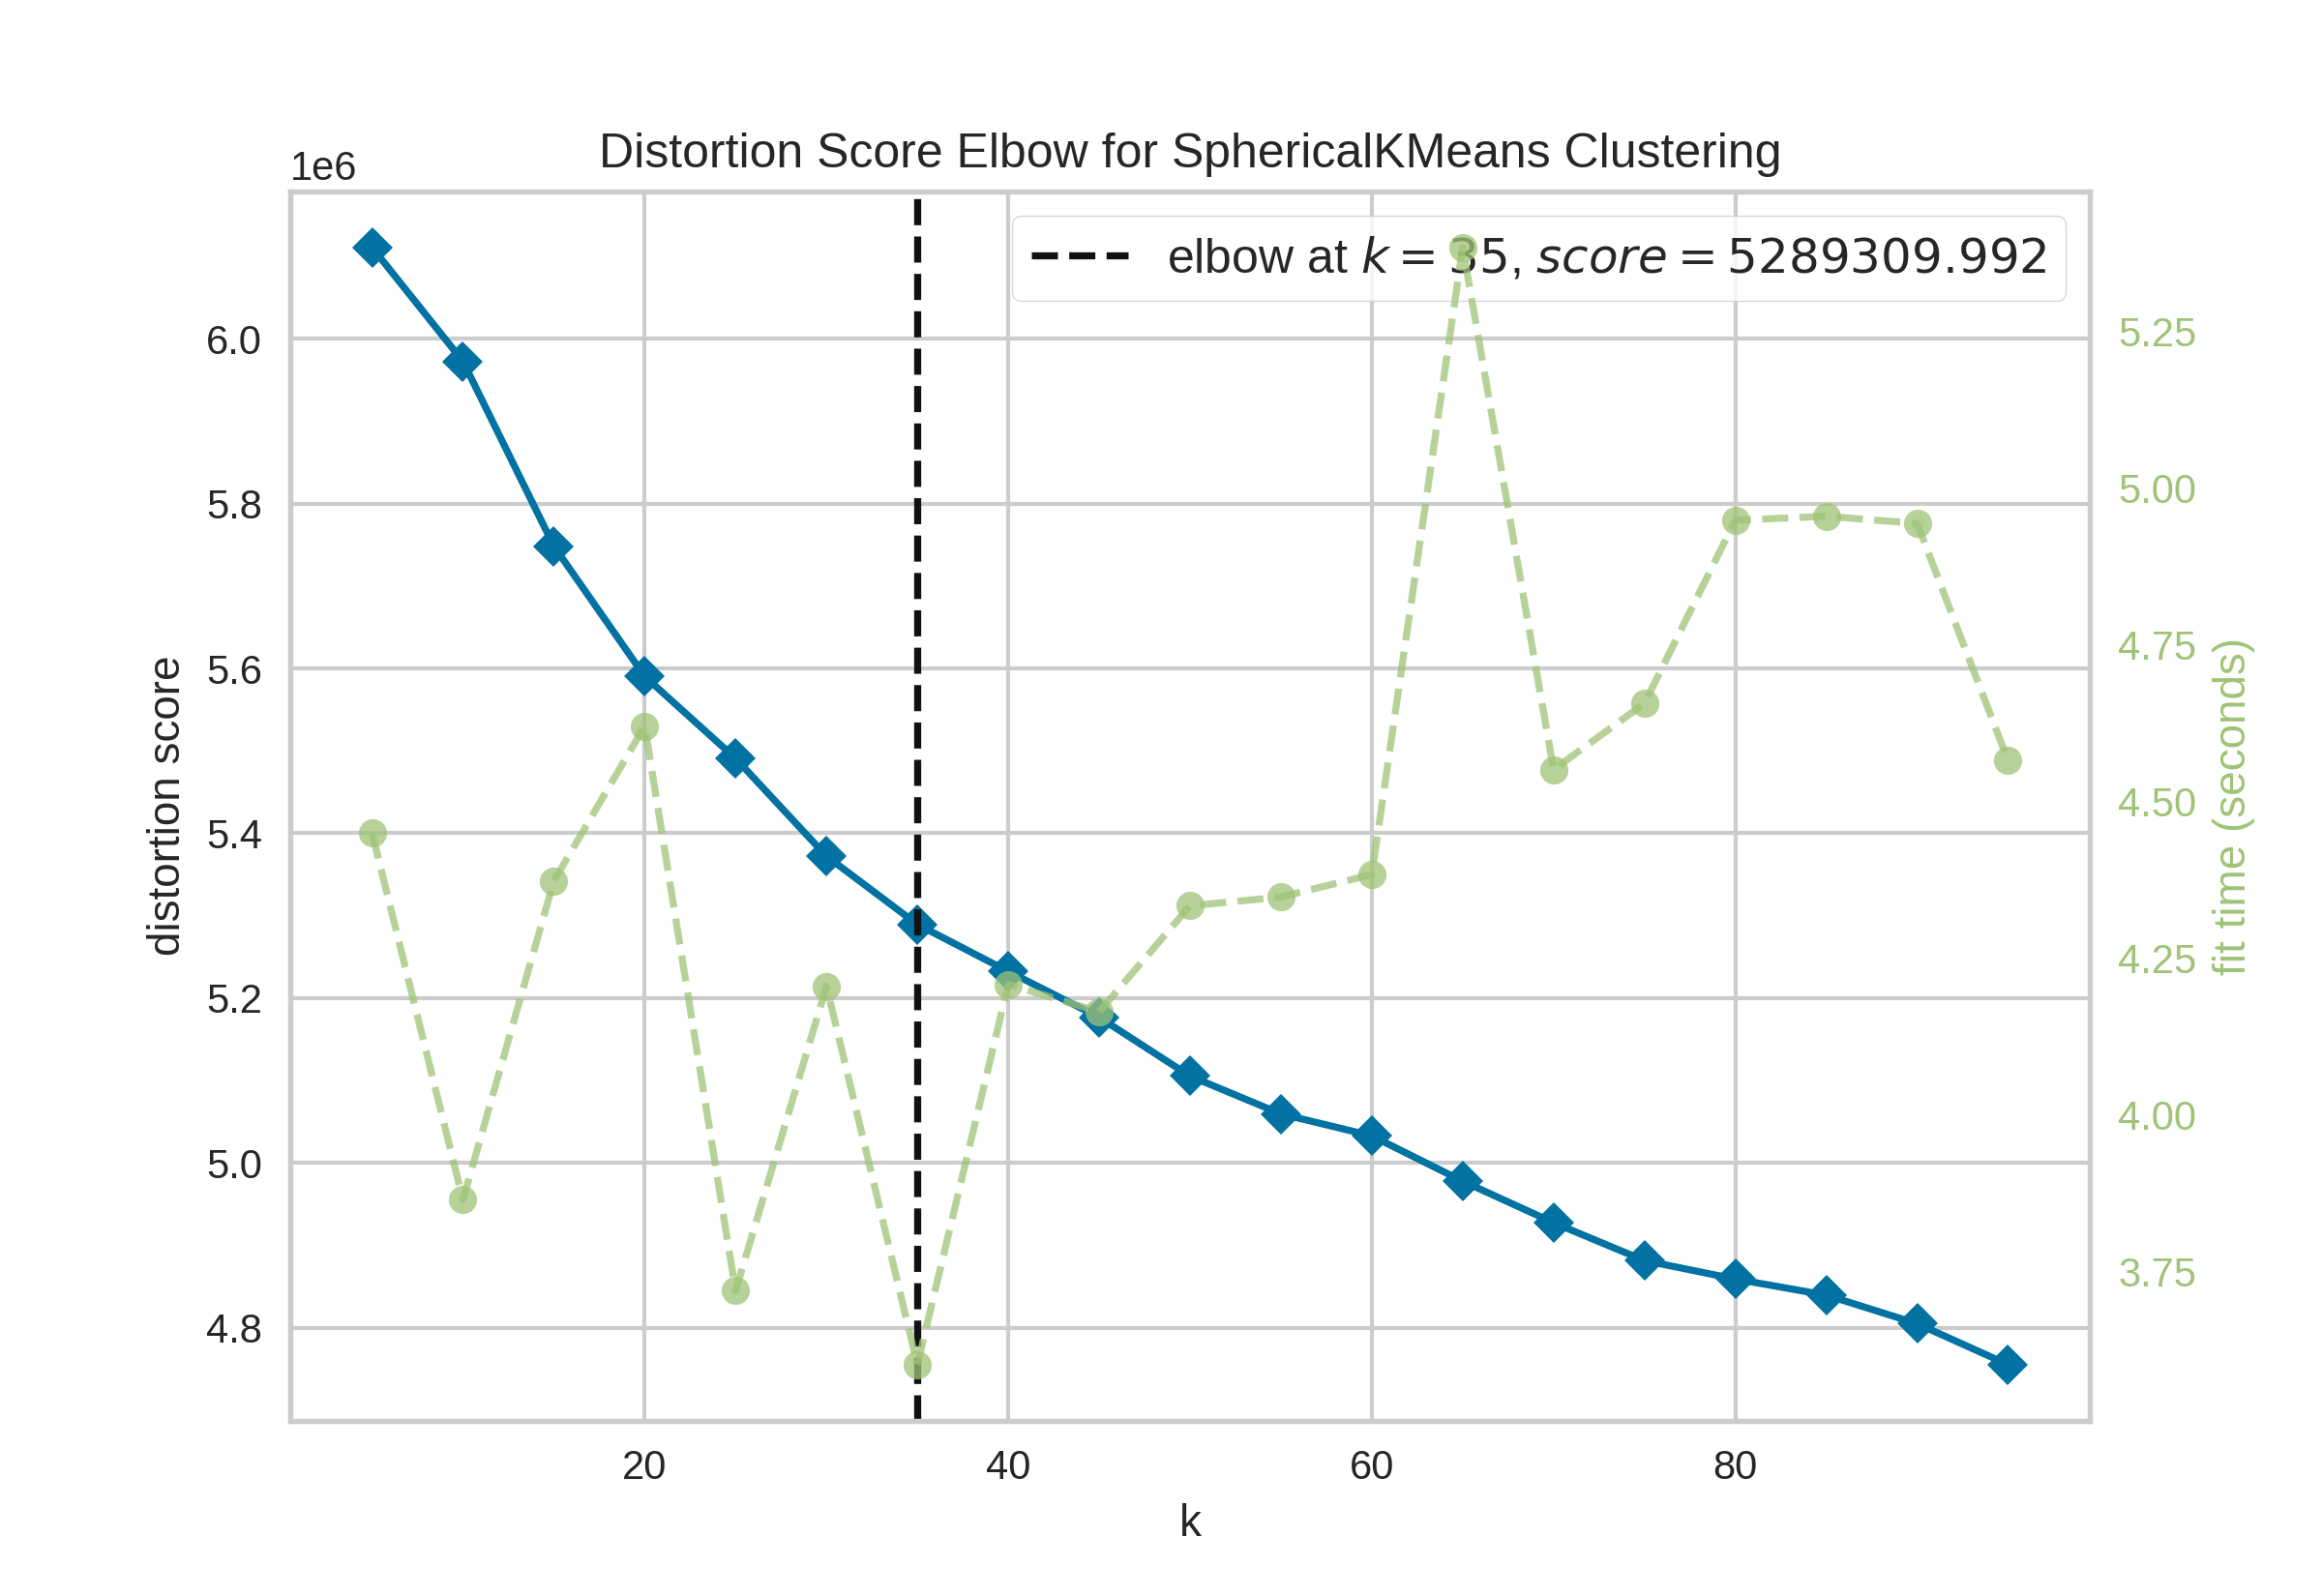 Distortion Score Elbow for SphericalKMeans Clustering
1e6
elbow at k = 35, score = 5289309.992
6.0
5.8
5.6
5.4
5.2
5.0
4.8
distortion score
5.25
5.00
4.75
4.50
4.25
4.00
3.75
fit time (seconds)
20 40 60 80
k